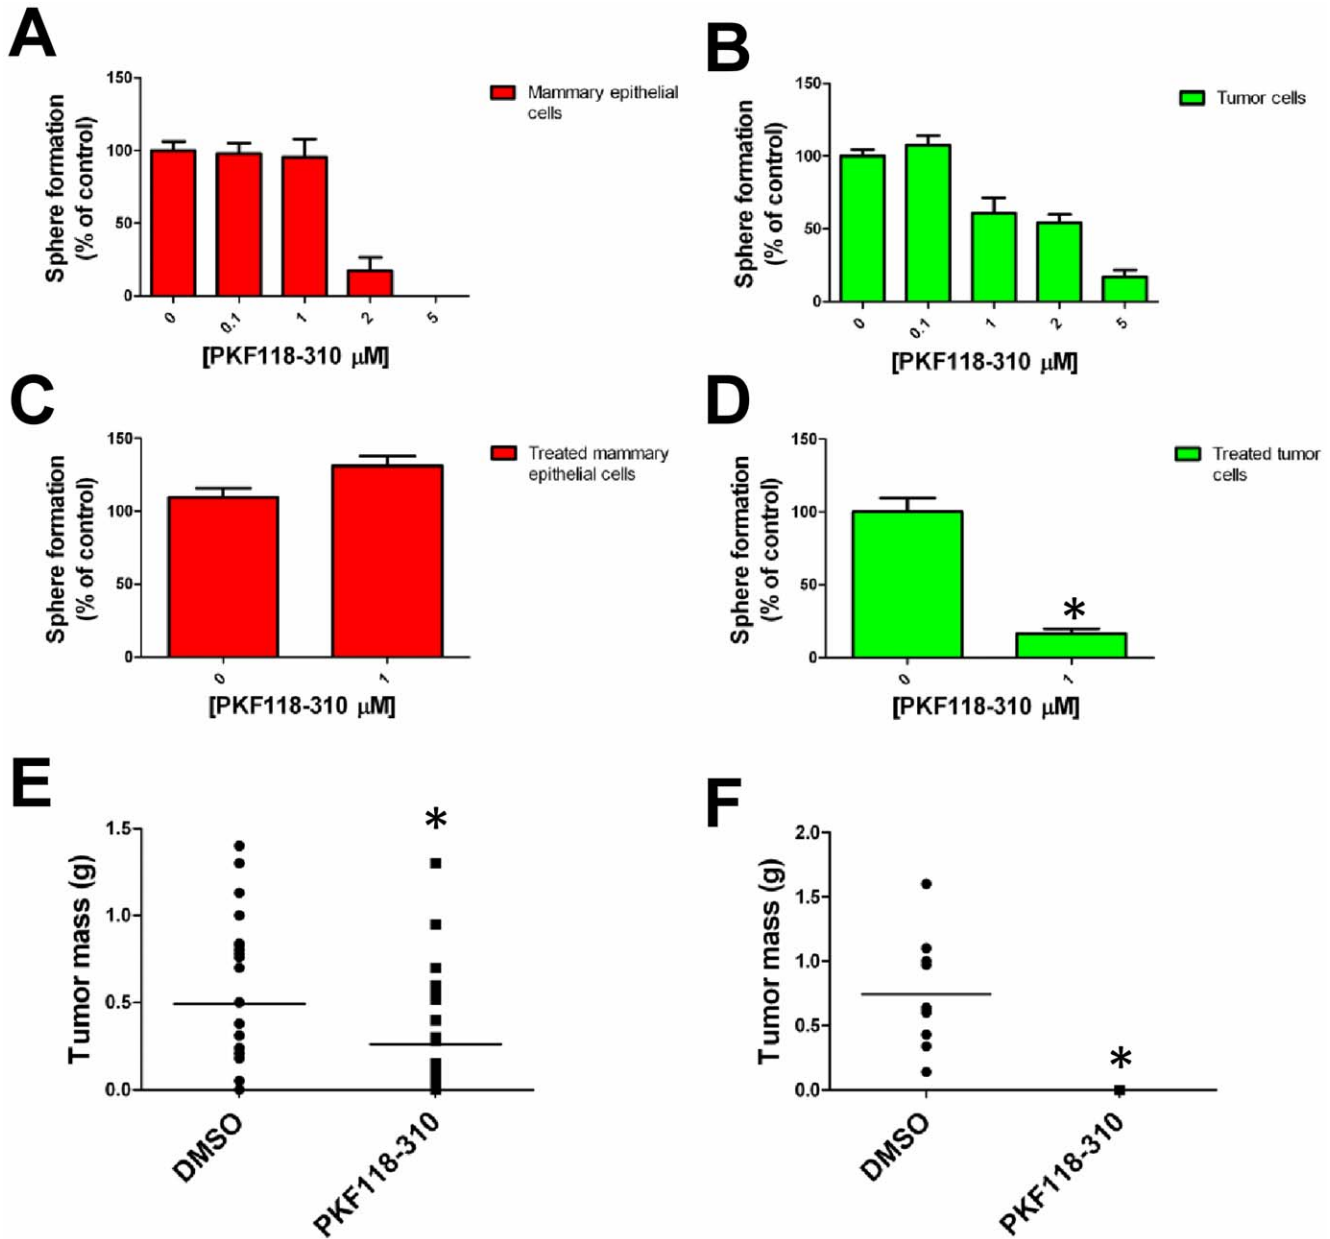 A
150
100
50
0
Sphere formation
(% of control)
0
0.1
1
2
5
[PKF118-310 µM]
Mammary epithelial
cells
B
150
100
50
0
Sphere formation
(% of control)
0
0.1
1
2
5
[PKF118-310 µM]
Tumor cells
C
150
100
50
0
Sphere formation
(% of control)
0
1
[PKF118-310 µM]
Treated mammary
epithelial cells
D
150
100
50
0
Sphere formation
(% of control)
*
0
1
[PKF118-310 µM]
Treated tumor
cells
E
1.5
1.0
0.5
0.0
Tumor mass (g)
*
DMSO
PKF118-310
F
2.0
1.5
1.0
0.5
0.0
Tumor mass (g)
*
DMSO
PKF118-310